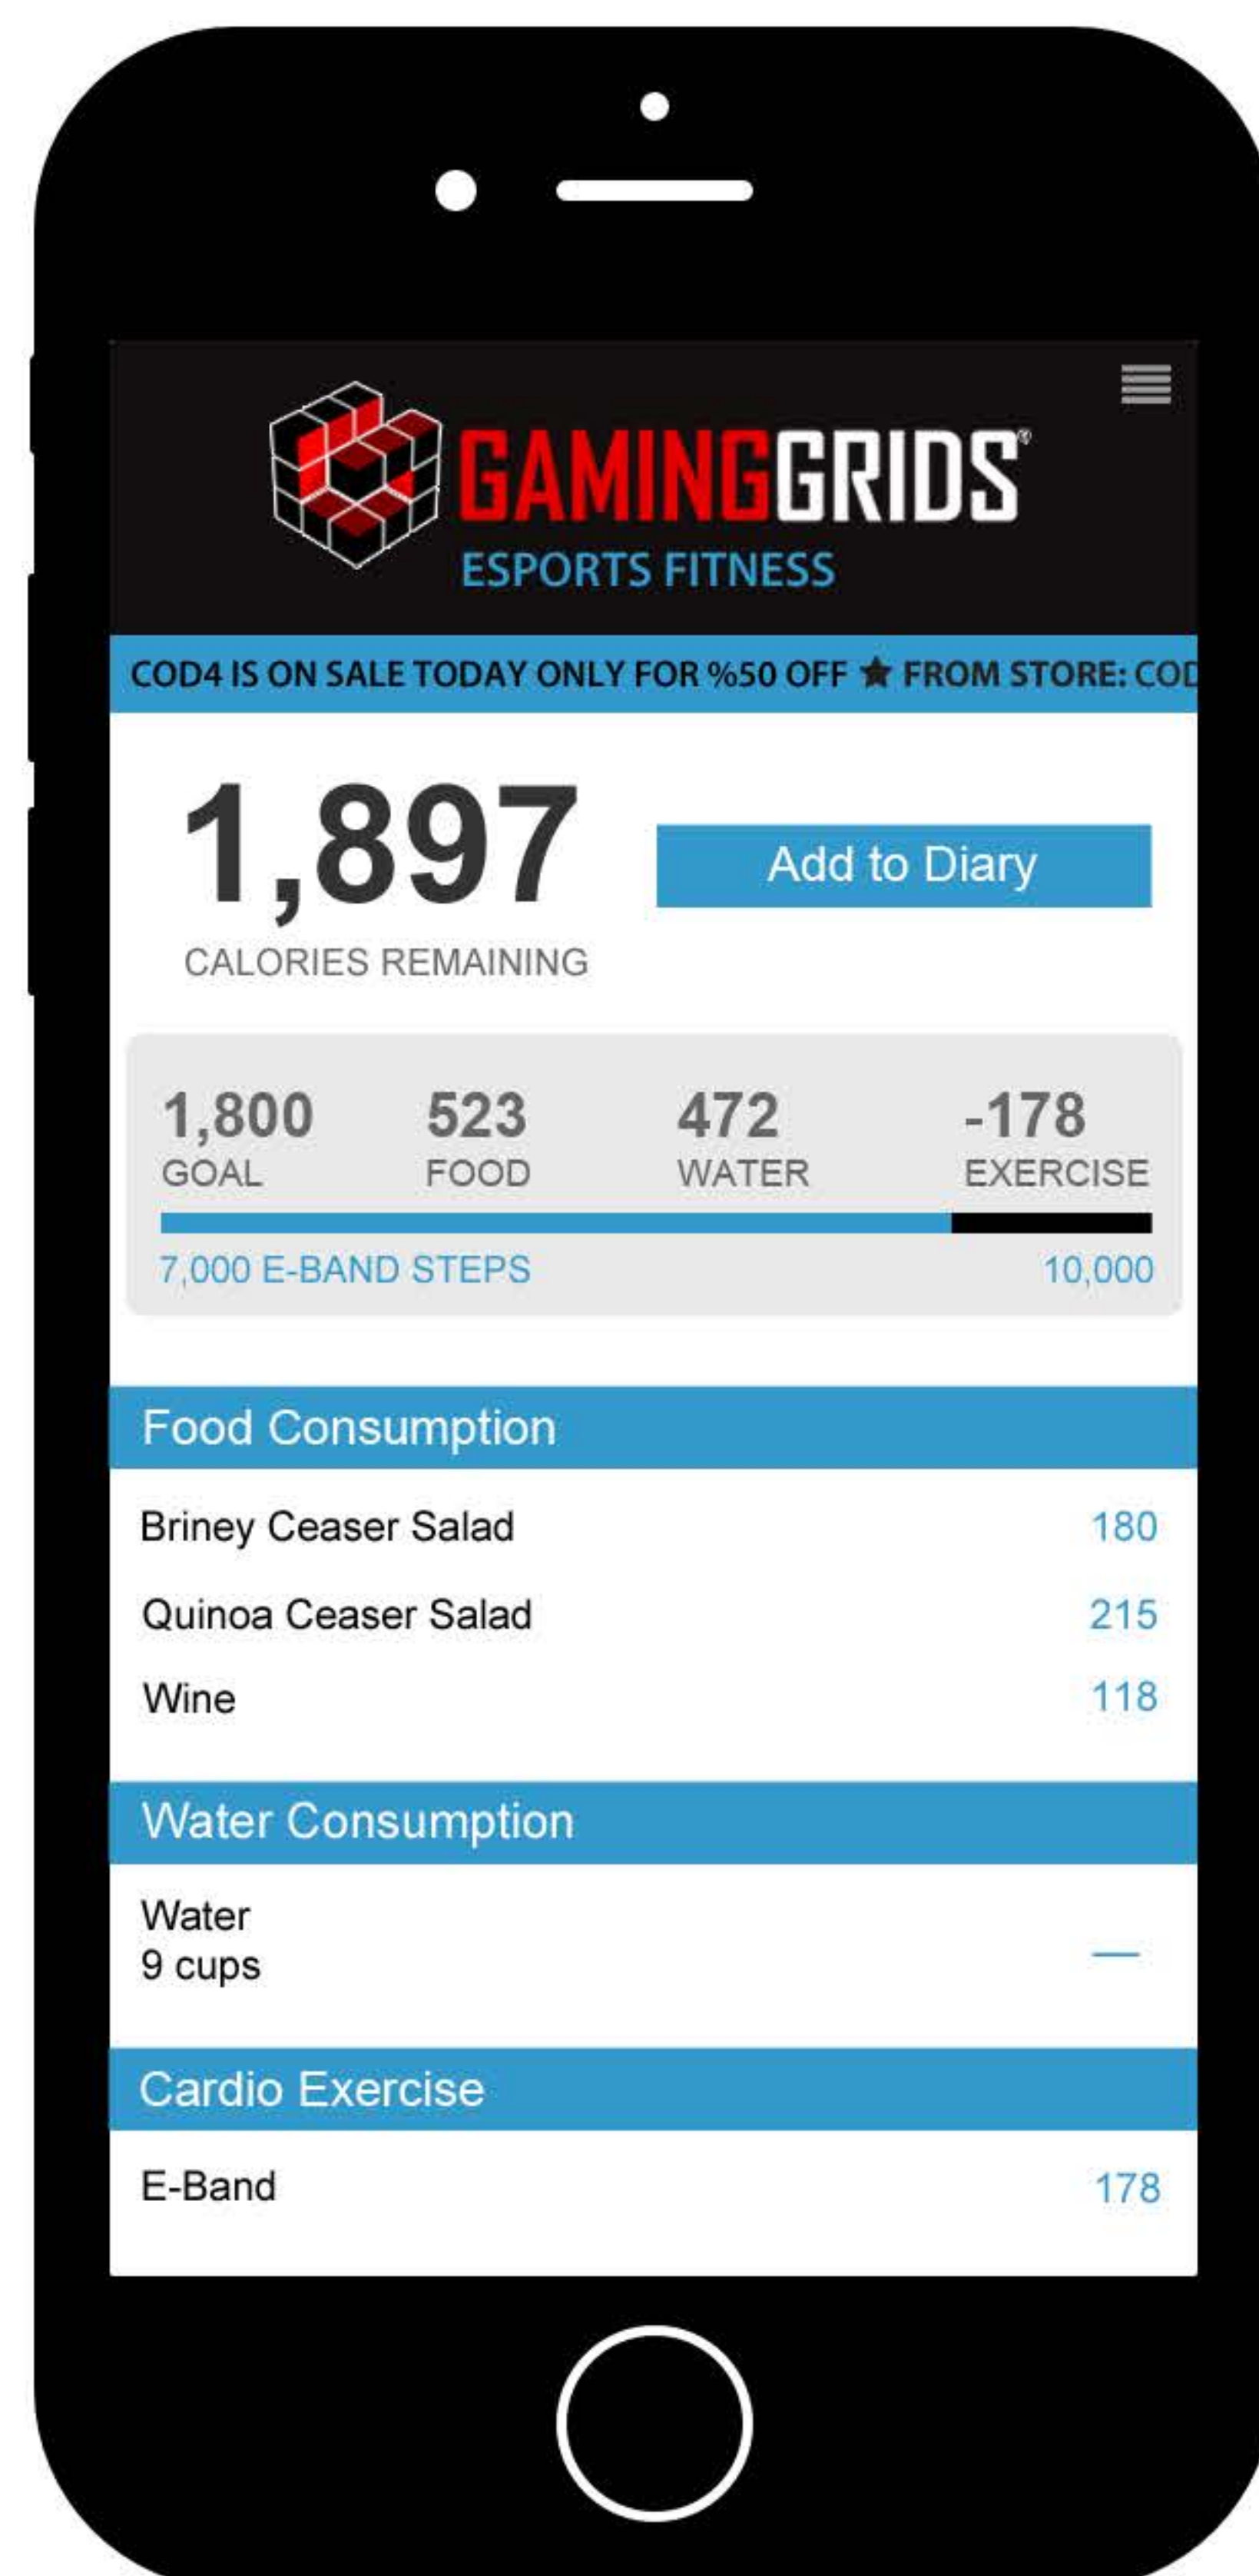 GAMINGGRIDS®
ESPORTS FITNESS
COD4 IS ON SALE TODAY ONLY FOR %50 OFF ★ FROM STORE: COD
1,897
Add to Diary
CALORIES REMAINING
1,800 523 472 -178
GOAL FOOD WATER EXERCISE
7,000 E-BAND STEPS 10,000
Food Consumption
Briney Ceaser Salad 180
Quinoa Ceaser Salad 215
Wine 118
Water Consumption
Water
9 cups —
Cardio Exercise
E-Band 178